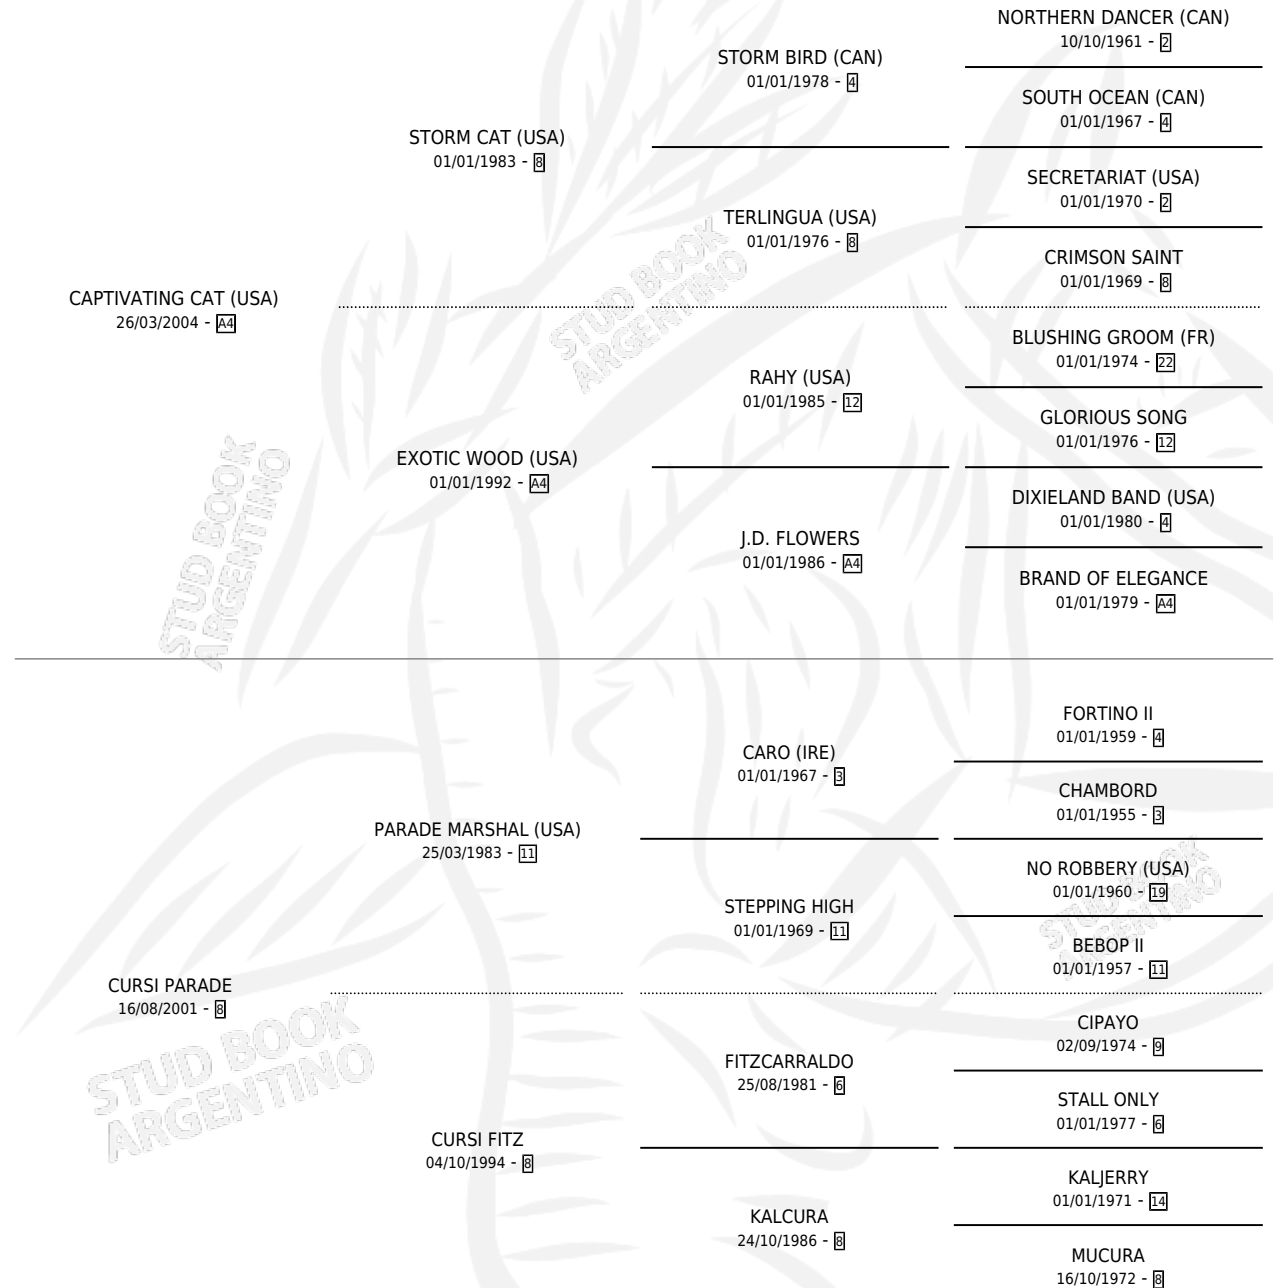 NORTHERN DANCER (CAN)
10/10/1961 - 2
STORM BIRD (CAN)
01/01/1978 - 4
SOUTH OCEAN (CAN)
01/01/1967 - 4
STORM CAT (USA)
01/01/1983 - 8
SECRETARIAT (USA)
01/01/1970 - 2
TERLINGUA (USA)
01/01/1976 - 8
CRIMSON SAINT
01/01/1969 - 8
CAPTIVATING CAT (USA)
26/03/2004 - A4
BLUSHING GROOM (FR)
01/01/1974 - 22
RAHY (USA)
01/01/1985 - 12
GLORIOUS SONG
01/01/1976 - 12
EXOTIC WOOD (USA)
01/01/1992 - A4
DIXIELAND BAND (USA)
01/01/1980 - 4
J.D. FLOWERS
01/01/1986 - A4
BRAND OF ELEGANCE
01/01/1979 - A4
FORTINO II
01/01/1959 - 4
CARO (IRE)
01/01/1967 - 3
CHAMBORD
01/01/1955 - 3
PARADE MARSHAL (USA)
25/03/1983 - 11
NO ROBBERY (USA)
01/01/1960 - 19
STEPPING HIGH
01/01/1969 - 11
BEBOP II
01/01/1957 - 11
CURSI PARADE
16/08/2001 - 8
CIPAYO
02/09/1974 - 9
FITZCARRALDO
25/08/1981 - 6
STALL ONLY
01/01/1977 - 6
CURSI FITZ
04/10/1994 - 8
KALJERRY
01/01/1971 - 14
KALCURA
24/10/1986 - 8
MUCURA
16/10/1972 - 8
STUD BOOK
ARGENTINO
STUD BOOK
ARGENTINO
STUD BOOK
ARGENTINO
STUD BOOK
ARGENTINO